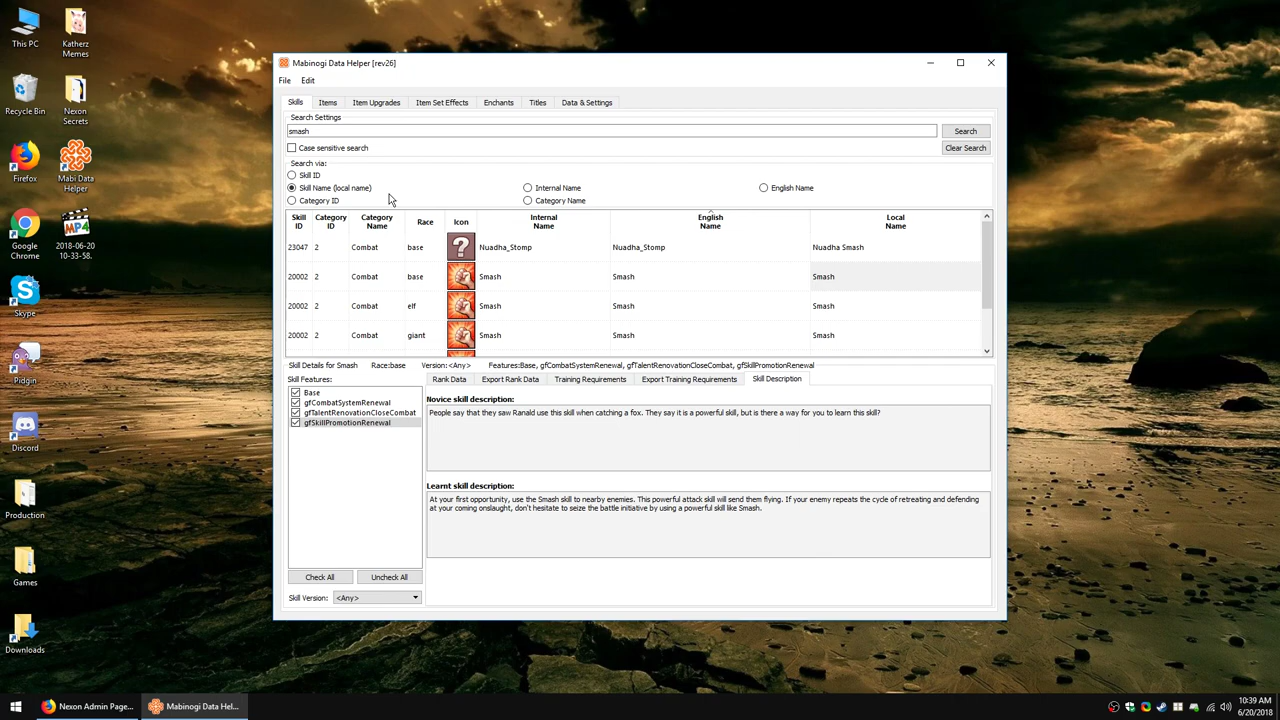 This PC
Katherz Memes
Recycle Bin
Nexon Secrets
Firefox
Mabi Data Helper
Google Chrome
2018-06-20 10-33-58.
Skype
Pidgin
Discord
Production
Games
Downloads
Mabinogi Data Helper [rev26]
File Edit
Skills Items Item Upgrades Item Set Effects Enchants Titles Data & Settings
Search Settings
smash Search
Case sensitive search Clear Search
Search via:
Skill ID
Skill Name (local name) Internal Name English Name
Category ID Category Name
Skill ID Category ID Category Name Race Icon Internal Name English Name Local Name
23047 2 Combat base ? Nuadha_Stomp Nuadha_Stomp Nuadha Smash
20002 2 Combat base Smash Smash Smash
20002 2 Combat elf Smash Smash Smash
20002 2 Combat giant Smash Smash Smash
Skill Details for Smash Race:base Version:<Any> Features:Base, gfCombatSystemRenewal, gfTalentRenovationCloseCombat, gfSkillPromotionRenewal
Skill Features:
Base
gfCombatSystemRenewal
gfTalentRenovationCloseCombat
gfSkillPromotionRenewal
Check All Uncheck All
Skill Version: <Any>
Rank Data Export Rank Data Training Requirements Export Training Requirements Skill Description
Novice skill description:
People say that they saw Ranald use this skill when catching a fox. They say it is a powerful skill, but is there a way for you to learn this skill?
Learnt skill description:
At your first opportunity, use the Smash skill to nearby enemies. This powerful attack skill will send them flying. If your enemy repeats the cycle of retreating and defending
at your coming onslaught, don't hesitate to seize the battle initiative by using a powerful skill like Smash.
Nexon Admin Page... Mabinogi Data Hel...
10:39 AM
6/20/2018